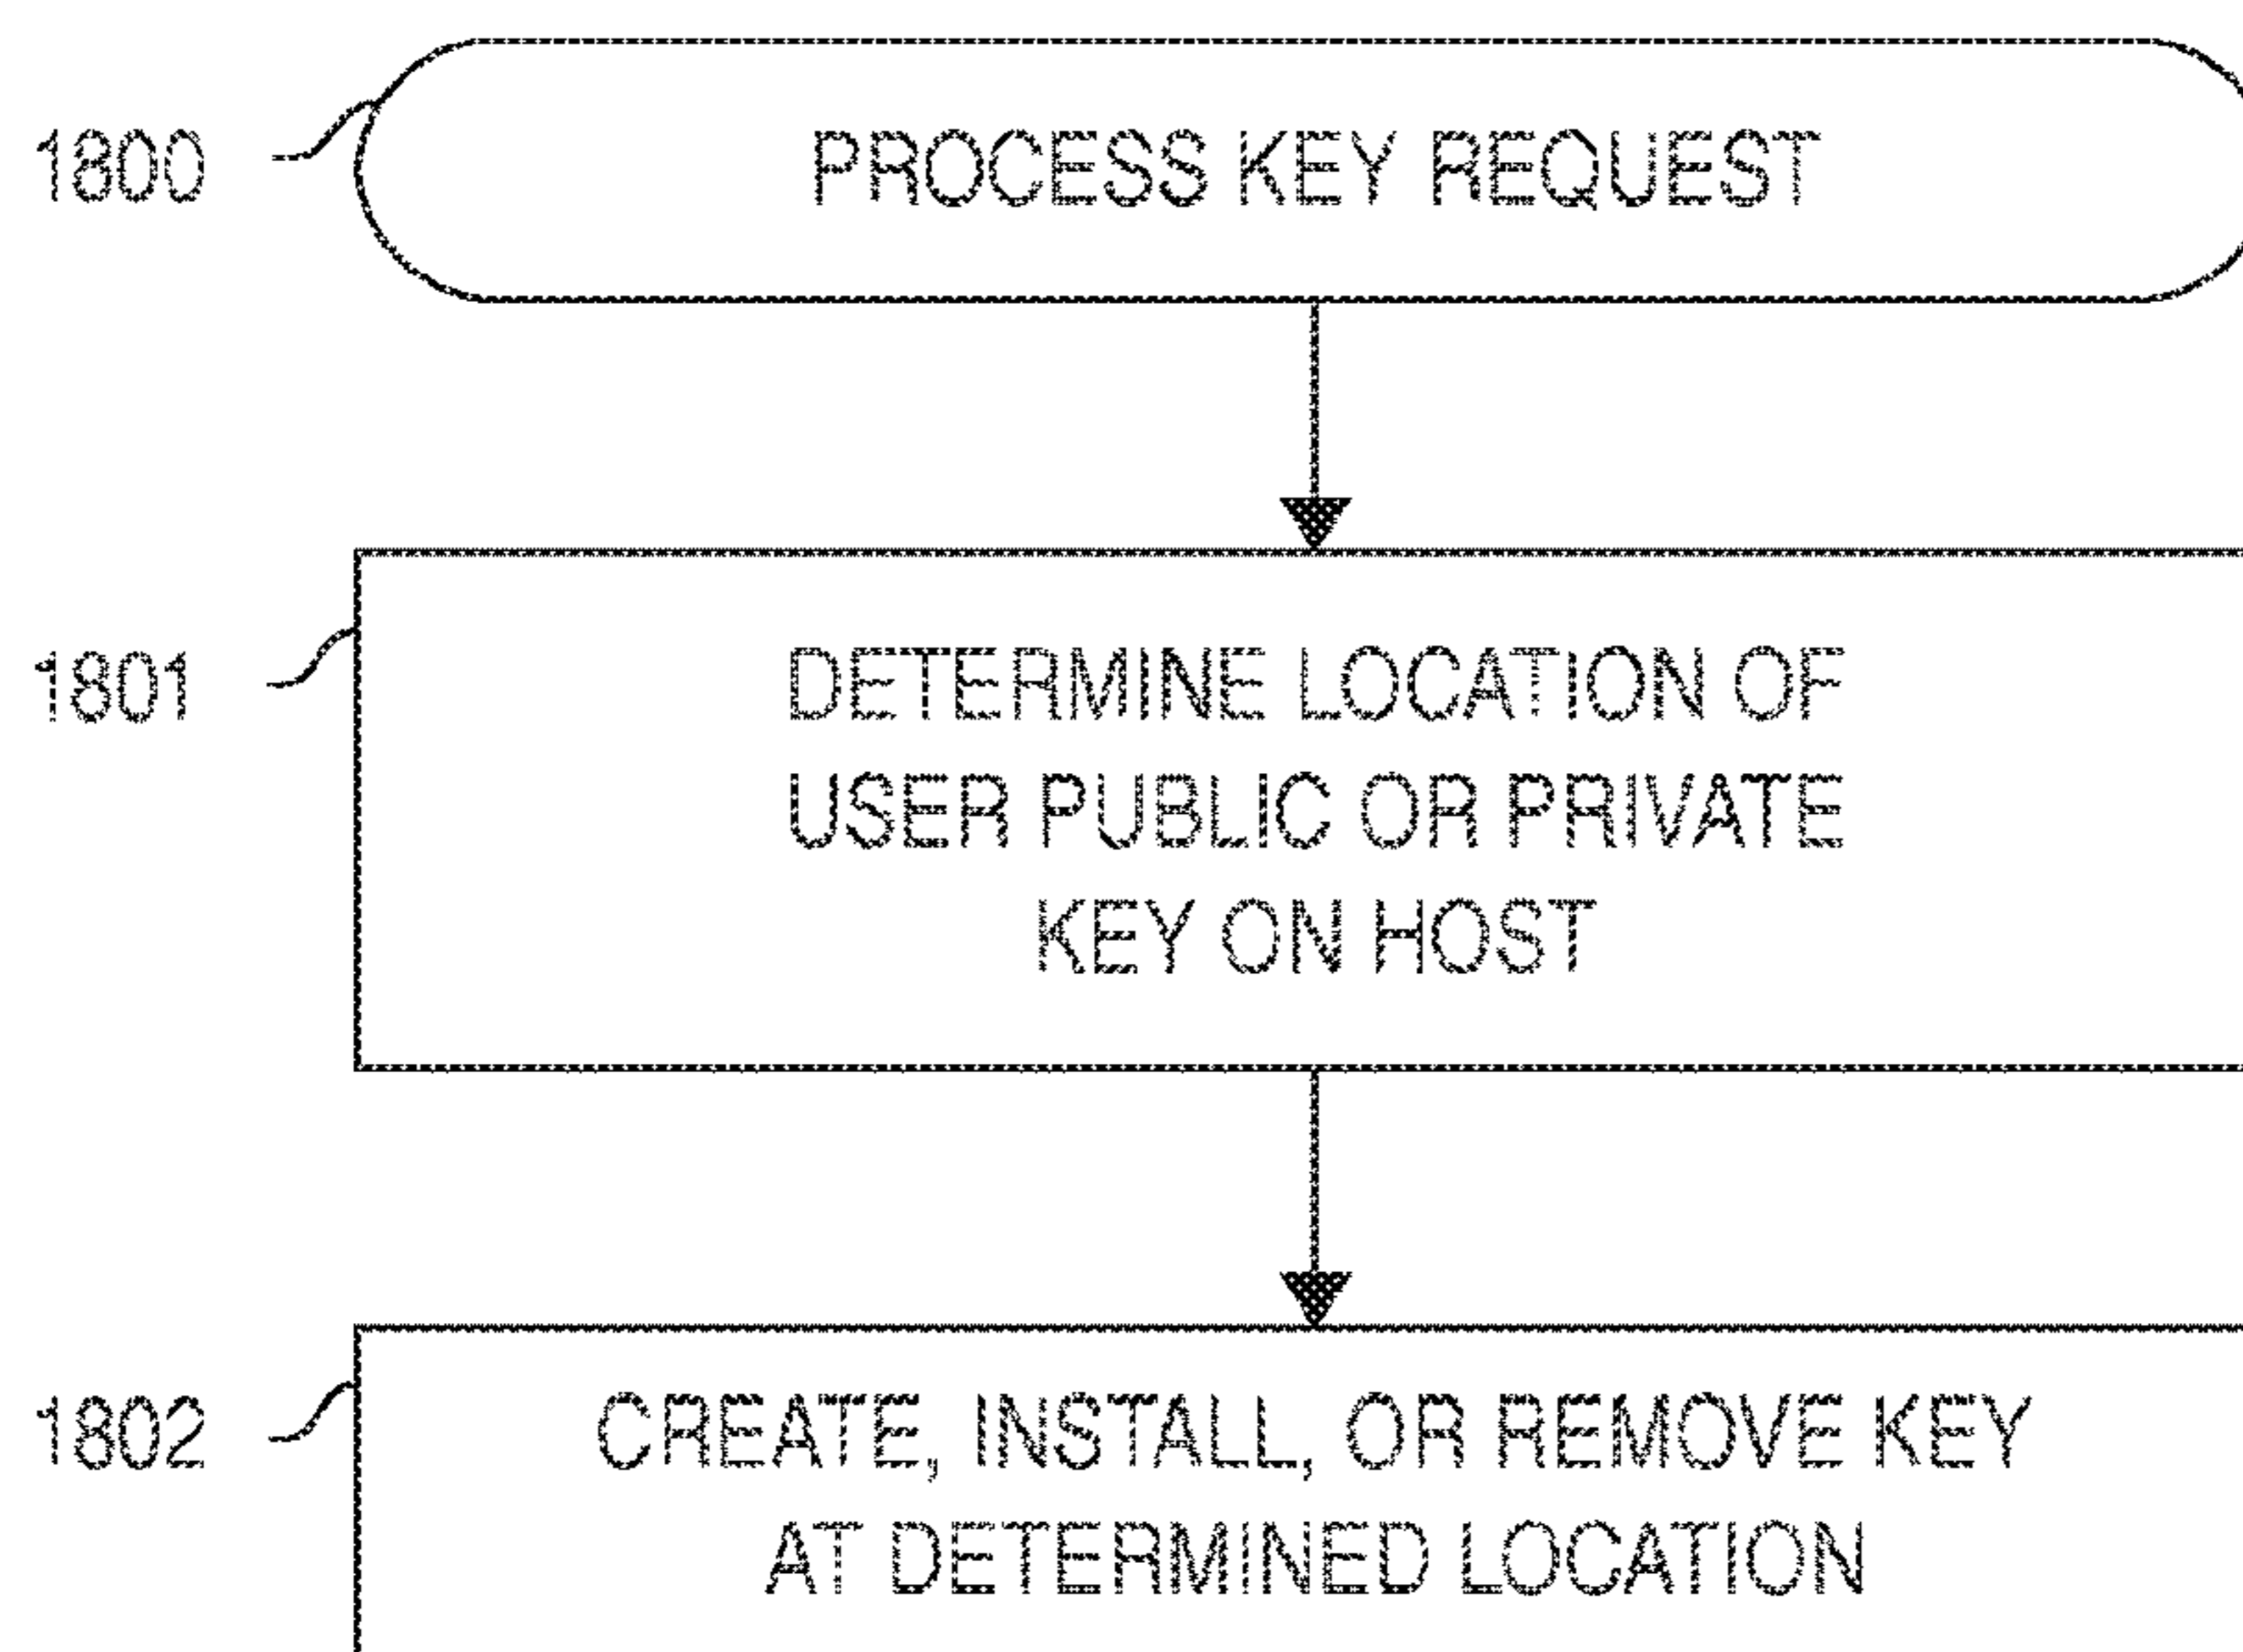 1800 PROCESS KEY REQUEST
1801 DETERMINE LOCATION OF
USER PUBLIC OR PRIVATE
KEY ON HOST
1802 CREATE, INSTALL, OR REMOVE KEY
AT DETERMINED LOCATION